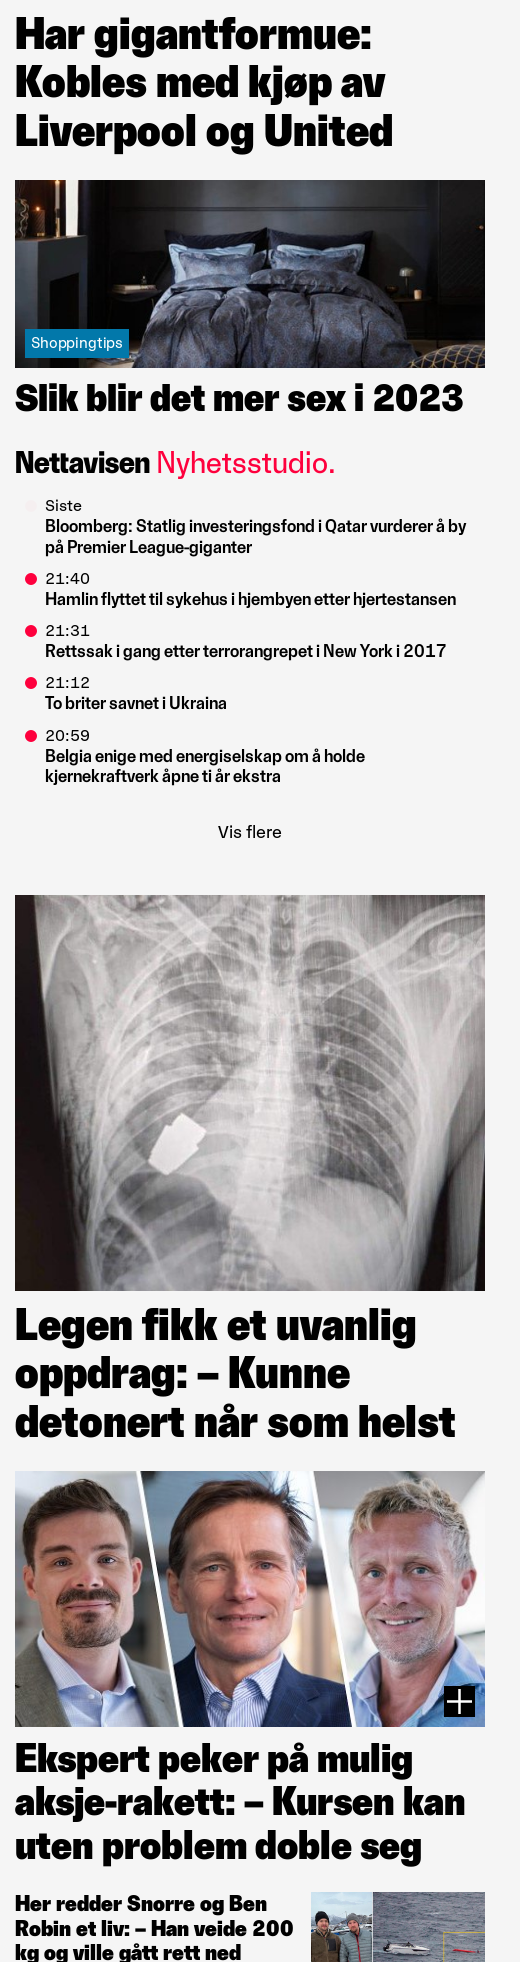 Har gigantformue:
Kobles med kjøp av
Liverpool og United
Shoppingtips
Slik blir det mer sex i 2023
Nettavisen Nyhetsstudio.
Siste
Bloomberg: Statlig investeringsfond i Qatar vurderer å by
på Premier League-giganter
21:40
Hamlin flyttet til sykehus i hjembyen etter hjertestansen
21:31
Rettssak i gang etter terrorangrepet i New York i 2017
21:12
To briter savnet i Ukraina
20:59
Belgia enige med energiselskap om å holde
kjernekraftverk åpne ti år ekstra
Vis flere
Legen fikk et uvanlig
oppdrag: – Kunne
detonert når som helst
Ekspert peker på mulig
aksje-rakett: – Kursen kan
uten problem doble seg
Her redder Snorre og Ben
Robin et liv: – Han veide 200
kg og ville gått rett ned